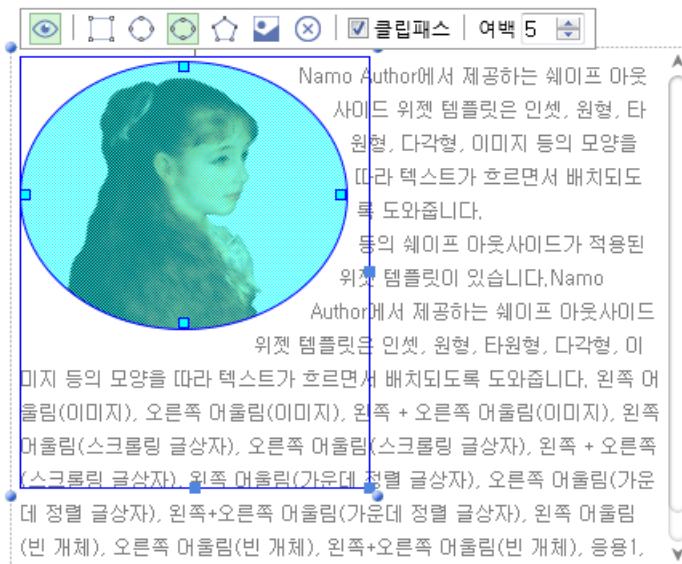 클립패스 여백 5
Namo Author에서 제공하는 쉐이프 아웃
사이드 위젯 템플릿은 인셋, 원형, 타
원형, 다각형, 이미지 등의 모양을
따라 텍스트가 흐르면서 배치되도
록 도와줍니다.
등의 쉐이프 아웃사이드가 적용된
위젯 템플릿이 있습니다.Namo
Author에서 제공하는 쉐이프 아웃사이드
위젯 템플릿은 인셋, 원형, 타원형, 다각형, 이
미지 등의 모양을 따라 텍스트가 흐르면서 배치되도록 도와줍니다. 왼쪽 어
울림(이미지), 오른쪽 어울림(이미지), 왼쪽 + 오른쪽 어울림(이미지), 왼쪽
어울림(스크롤링 글상자), 오른쪽 어울림(스크롤링 글상자), 왼쪽 + 오른쪽
(스크롤링 글상자), 왼쪽 어울림(가운데 정렬 글상자), 오른쪽 어울림(가운
데 정렬 글상자), 왼쪽+오른쪽 어울림(가운데 정렬 글상자), 왼쪽 어울림
(빈 개체), 오른쪽 어울림(빈 개체), 왼쪽+오른쪽 어울림(빈 개체), 응용1,